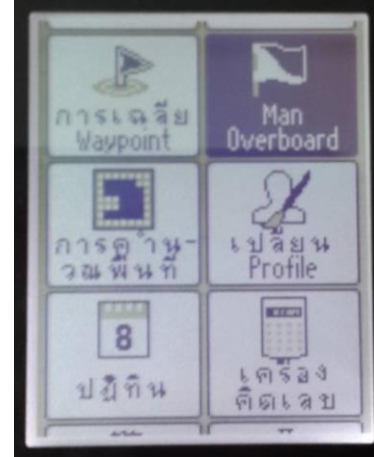 การเฉลี่ย
Waypoint
Man
Overboard
การคำน-
วณพื้นที่
เปลี่ยน
Profile
8
ปฏิทิน
เครื่อง
คิดเลข